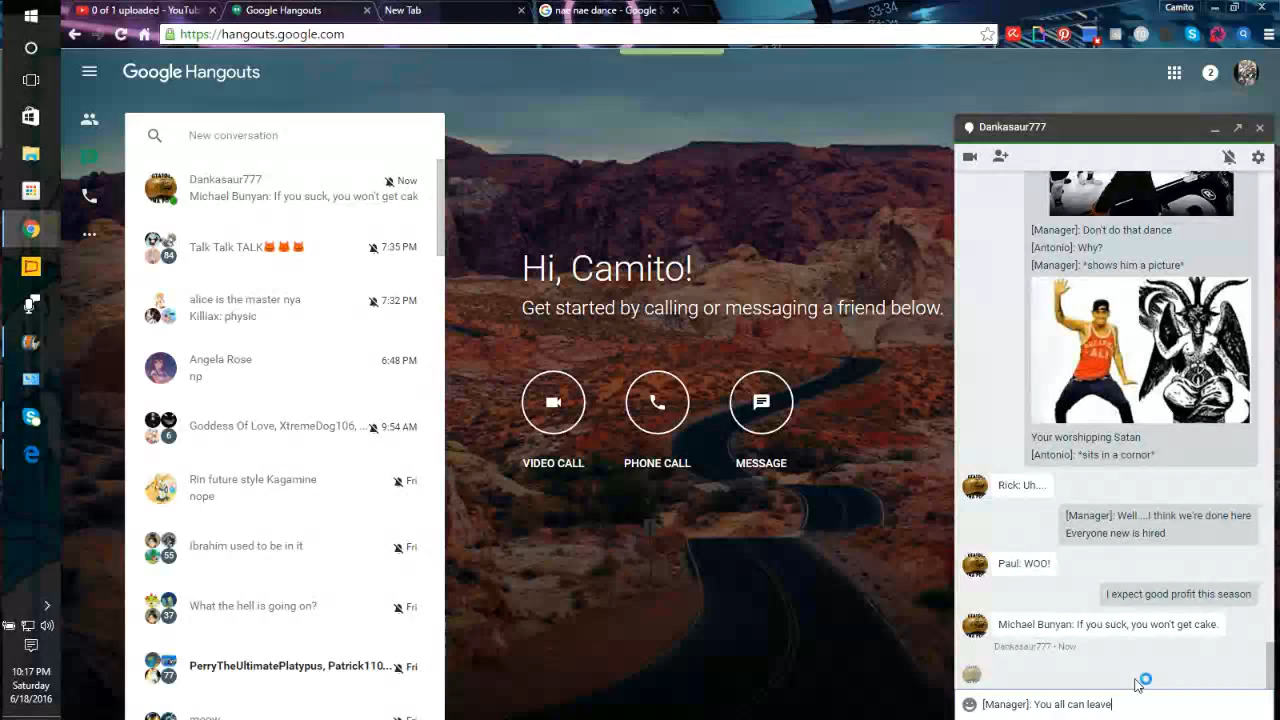 0 of 1 uploaded - YouTub
Google Hangouts
New Tab
nae nae dance - Google S
Camito
https://hangouts.google.com
Google Hangouts
2
New conversation
Dankasaur777
Now
Michael Bunyan: If you suck, you won't get cak
Talk Talk TALK
7:35 PM
84
alice is the master nya
7:32 PM
Killiax: physic
Angela Rose
6:48 PM
np
Goddess Of Love, XtremeDog106, ...
9:54 AM
6
Rin future style Kagamine
Fri
nope
Ibrahim used to be in it
Fri
55
What the hell is going on?
Fri
37
PerryTheUltimatePlatypus, Patrick110...
Fri
77
meow
Hi, Camito!
Get started by calling or messaging a friend below.
VIDEO CALL
PHONE CALL
MESSAGE
Dankasaur777
[Manager]: Don't do that dance
[Antonio]: Why?
[Manager]: *shows him a picture*
Your worshipping Satan
[Antonio]: *sits in a cornor*
Rick: Uh....
[Manager]: Well....I think we're done here
Everyone new is hired
Paul: WOO!
I expect good profit this season
Michael Bunyan: If you suck, you won't get cake.
Dankasaur777 • Now
[Manager]: You all can leave
10:17 PM
Saturday
6/18/2016